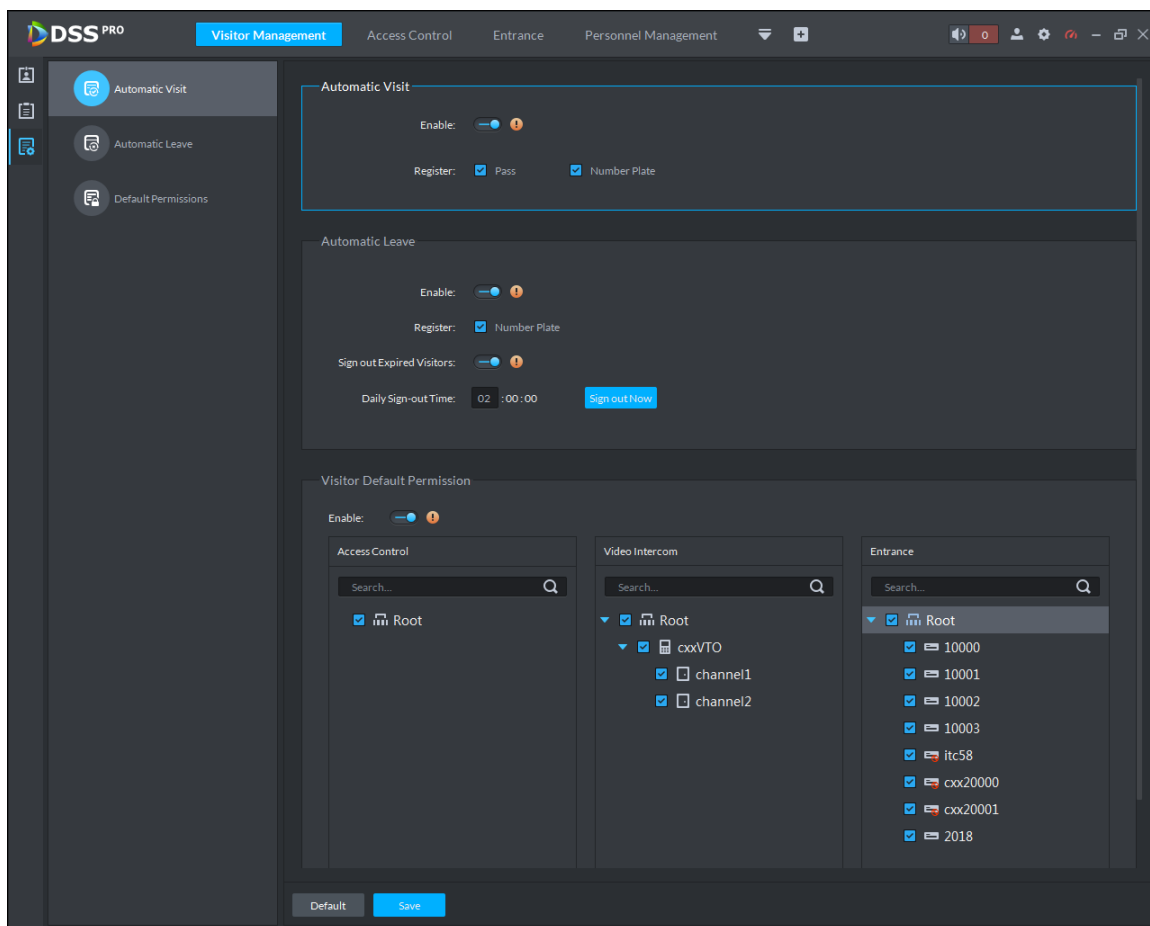 DSS PRO
Visitor Management
Access Control
Entrance
Personnel Management
0
Automatic Visit
Automatic Leave
Default Permissions
Automatic Visit
Enable:
Register: Pass Number Plate
Automatic Leave
Enable:
Register: Number Plate
Sign out Expired Visitors:
Daily Sign-out Time: 02 :00:00 Sign out Now
Visitor Default Permission
Enable:
Access Control
Search...
Root
Video Intercom
Search...
Root
cxxVTO
channel1
channel2
Entrance
Search...
Root
10000
10001
10002
10003
itc58
cxx20000
cxx20001
2018
Default
Save